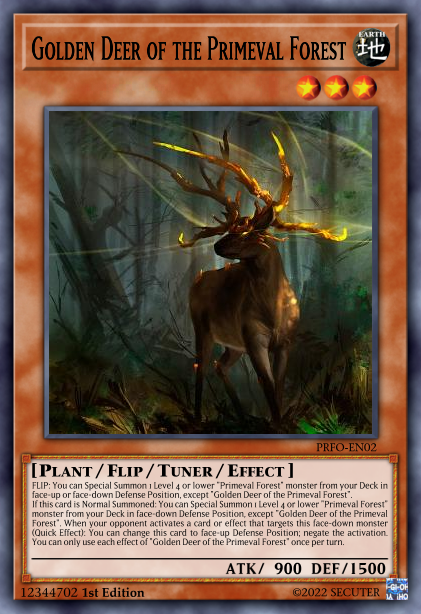 Golden Deer of the Primeval Forest
EARTH
地
PRFO-EN02
[Plant/Flip/Tuner/Effect]
FLIP: You can Special Summon 1 Level 4 or lower "Primeval Forest" monster from your Deck in
face-up or face-down Defense Position, except "Golden Deer of the Primeval Forest".
If this card is Normal Summoned: You can Special Summon 1 Level 4 or lower "Primeval Forest"
monster from your Deck in face-down Defense Position, except "Golden Deer of the Primeval
Forest". When your opponent activates a card or effect that targets this face-down monster
(Quick Effect): You can change this card to face-up Defense Position; negate the activation.
You can only use each effect of "Golden Deer of the Primeval Forest" once per turn.
ATK/ 900 DEF/1500
12344702 1st Edition
©2022 SECUTER